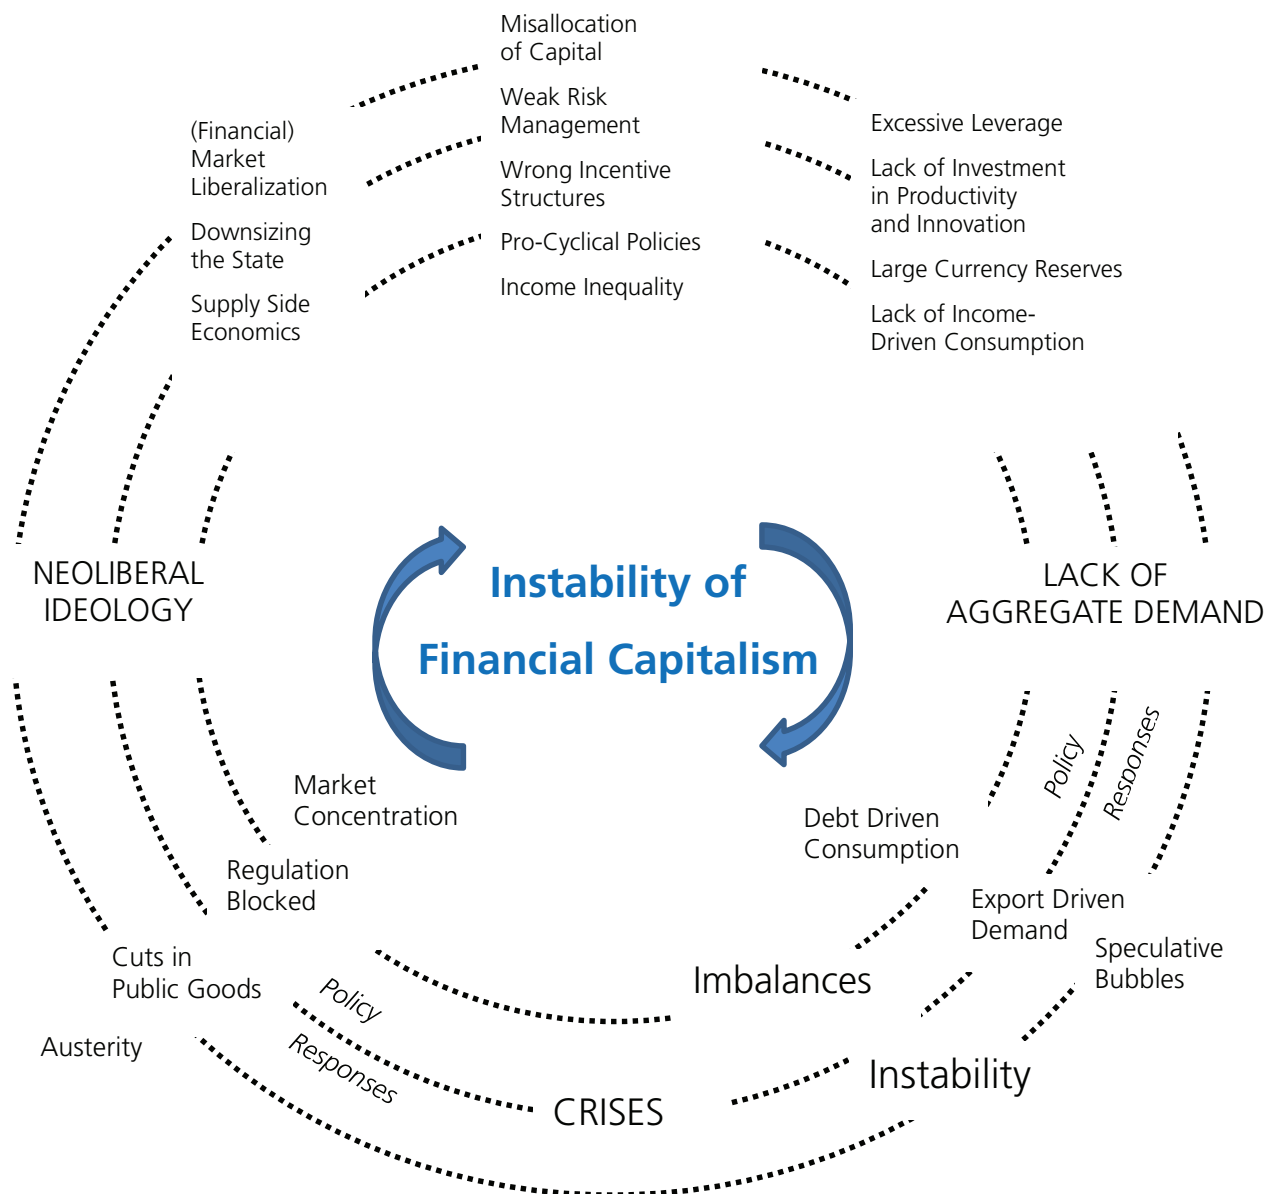 Misallocation
of Capital
Weak Risk
Management
Wrong Incentive
Structures
Pro-Cyclical Policies
Income Inequality
(Financial)
Market
Liberalization
Downsizing
the State
Supply Side
Economics
Excessive Leverage
Lack of Investment
in Productivity
and Innovation
Large Currency Reserves
Lack of Income-
Driven Consumption
NEOLIBERAL
IDEOLOGY
Instability of
Financial Capitalism
LACK OF
AGGREGATE DEMAND
Policy
Responses
Market
Concentration
Regulation
Blocked
Cuts in
Public Goods
Austerity
Debt Driven
Consumption
Export Driven
Demand
Speculative
Bubbles
Imbalances
Instability
CRISES
Policy
Responses